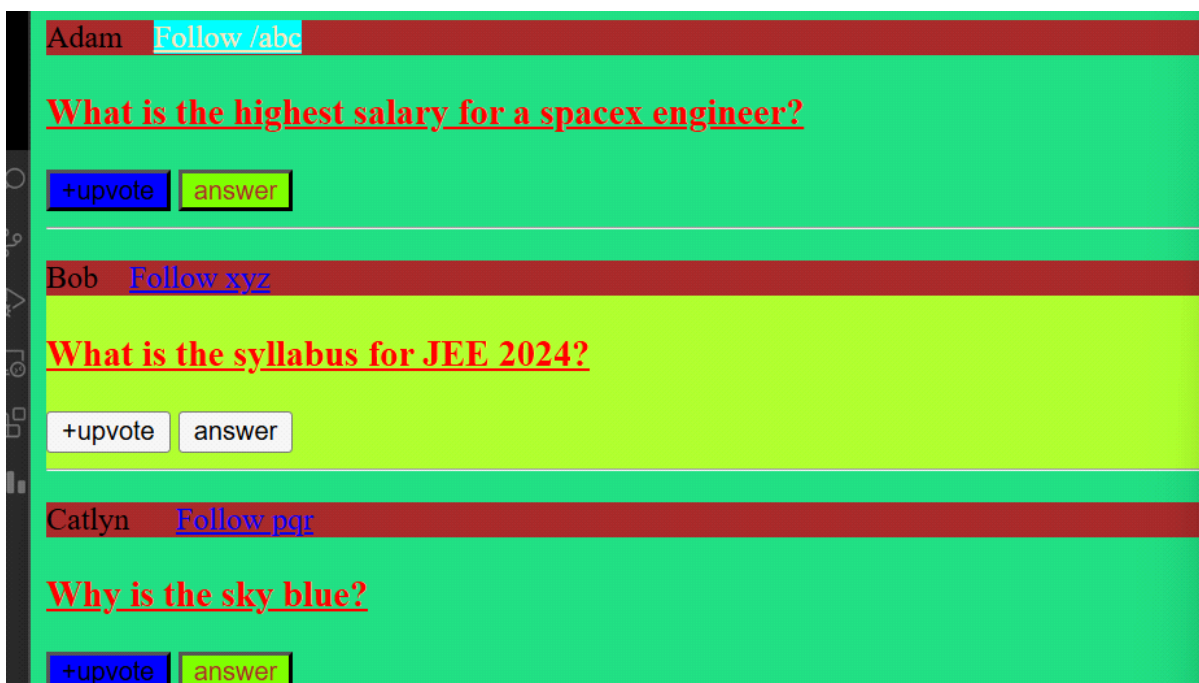 Adam Follow /abc
What is the highest salary for a spacex engineer?
+upvote answer
Bob Follow xyz
What is the syllabus for JEE 2024?
+upvote answer
Catlyn Follow pqr
Why is the sky blue?
+upvote answer